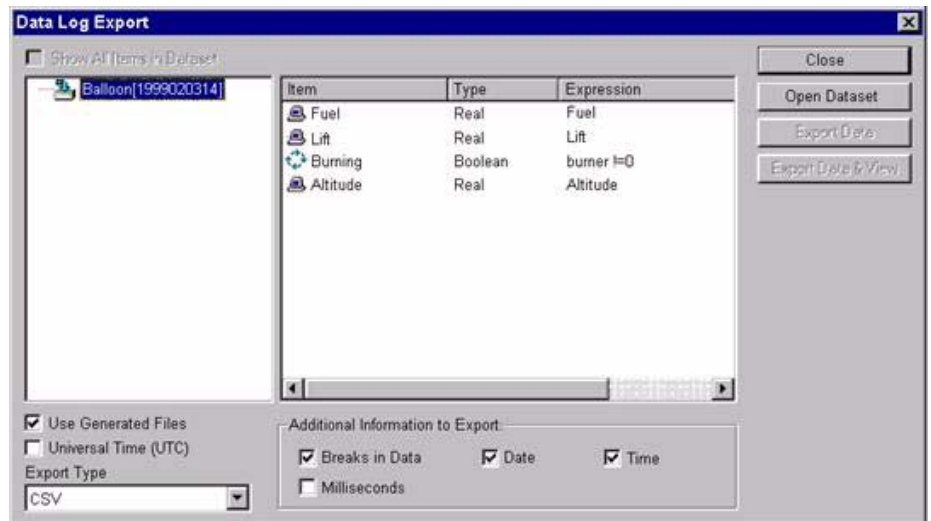 Data Log Export
Show All Items in Dataset
Close
Balloon[1999020314]
Item Type Expression
Open Dataset
Fuel Real Fuel
Lift Real Lift
Export Data
Burning Boolean burner !=0
Export Data & View
Altitude Real Altitude
Use Generated Files
Additional Information to Export:
Universal Time (UTC)
Breaks in Data Date Time
Export Type
Milliseconds
CSV